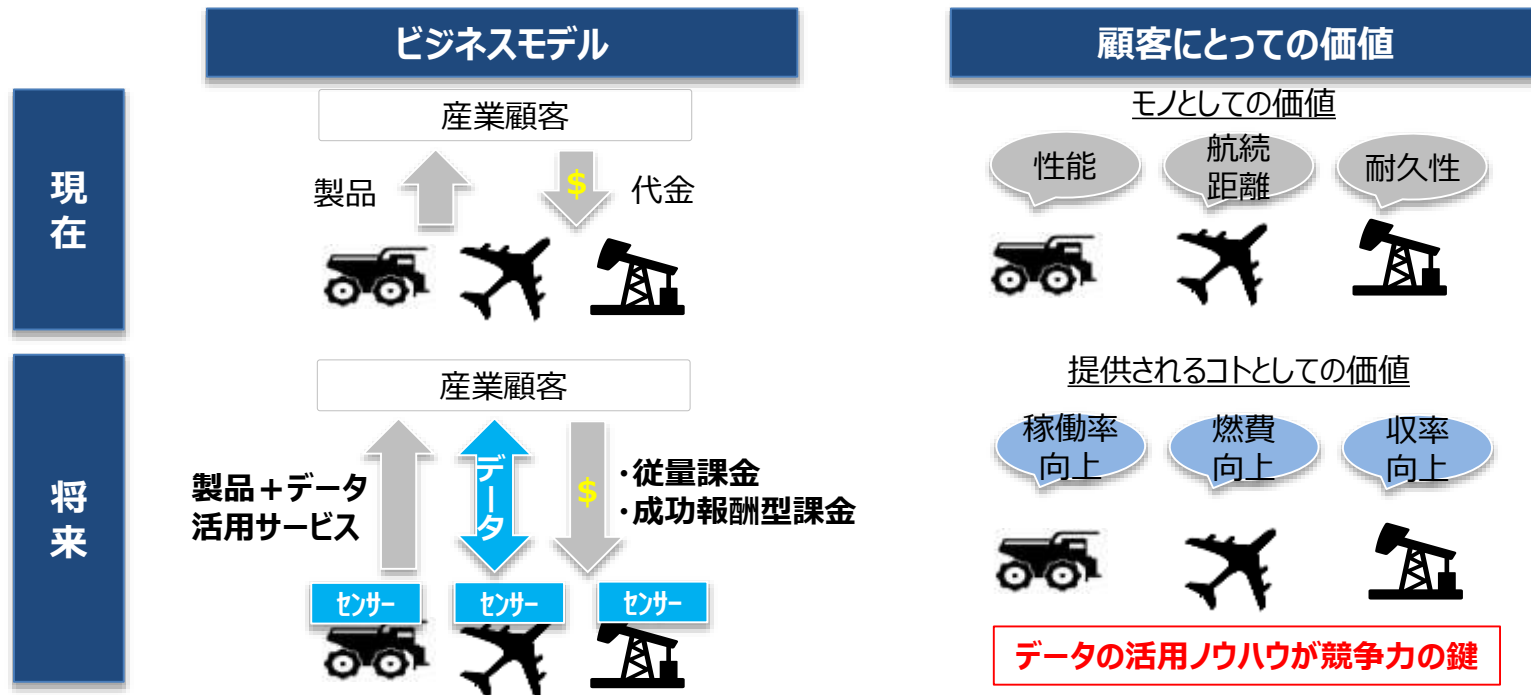 ビジネスモデル
顧客にとっての価値
現
在
産業顧客
製品
$
代金
モノとしての価値
性能
航続
距離
耐久性
将
来
産業顧客
製品＋データ
活用サービス
データ
$
・従量課金
・成功報酬型課金
センサー
センサー
センサー
提供されるコトとしての価値
稼働率
向上
燃費
向上
収率
向上
データの活用ノウハウが競争力の鍵